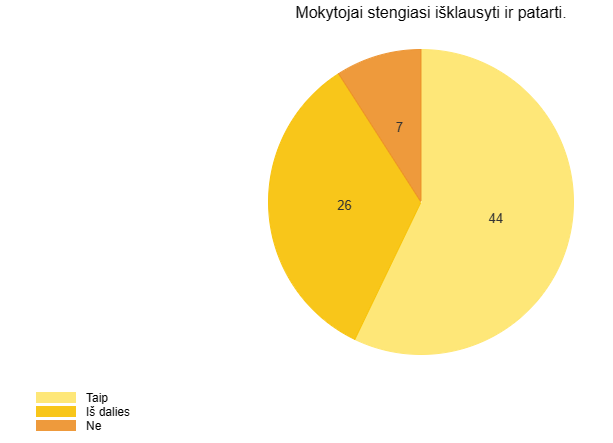 Mokytojai stengiasi išklausyti ir patarti.
7
26
44
Taip
Iš dalies
Ne